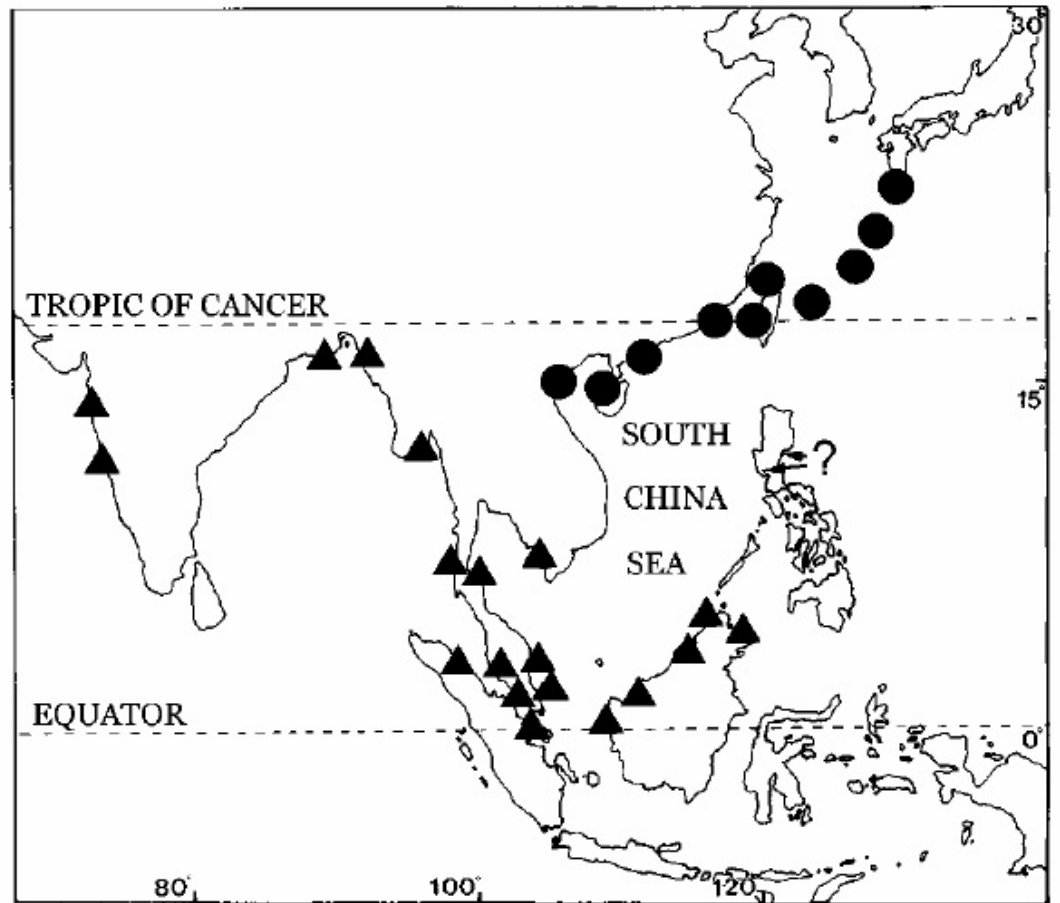 30°
TROPIC OF CANCER
15°
SOUTH
?
CHINA
SEA
EQUATOR
0°
80° 100° 120°